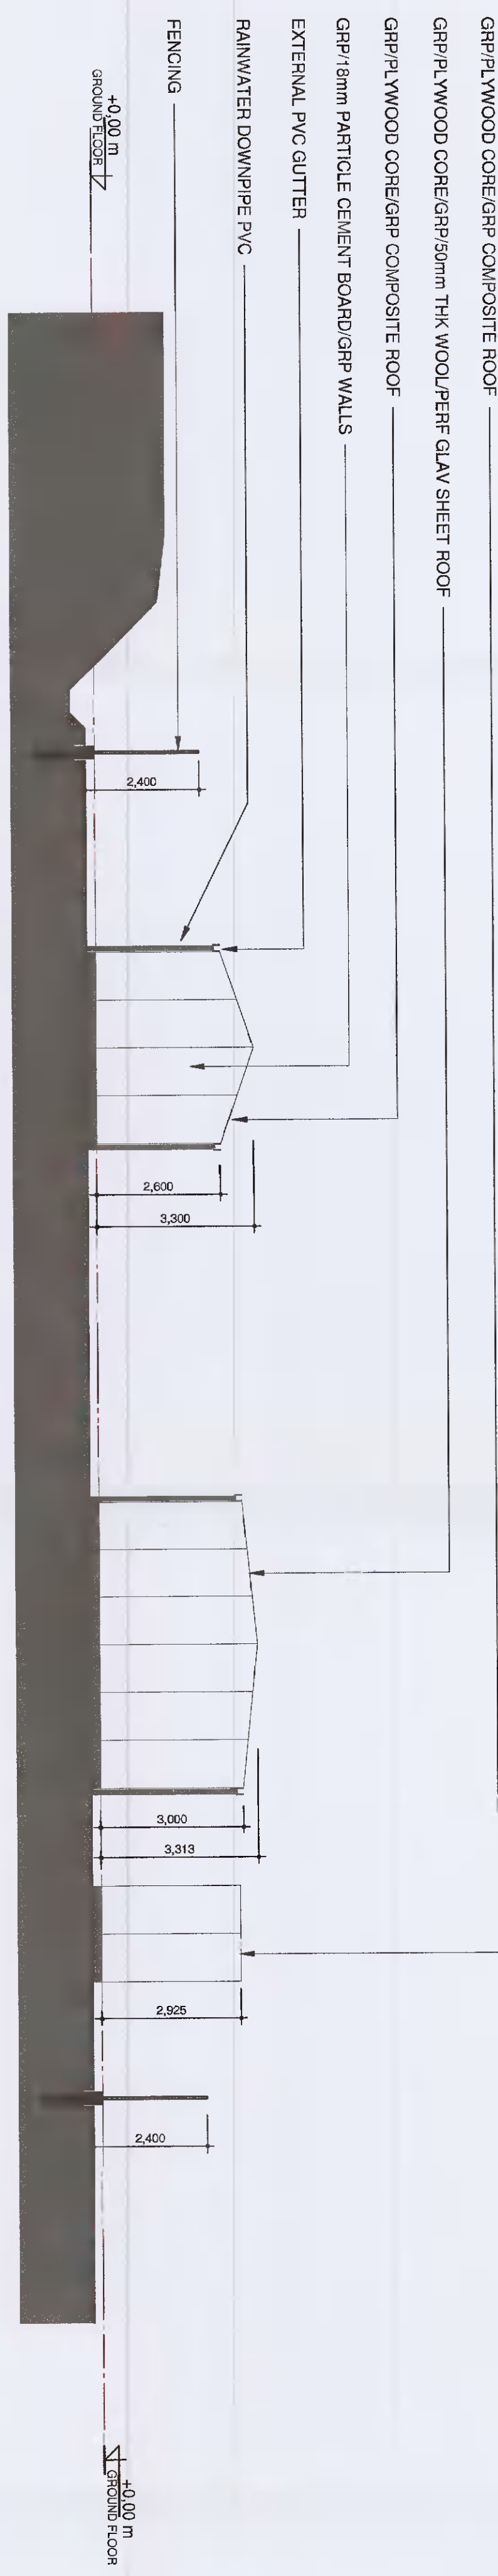 GRP/PLYWOOD CORE/GRP COMPOSITE ROOF
GRP/PLYWOOD CORE/GRP/50mm THK WOOL/PERF GLAV SHEET ROOF
GRP/PLYWOOD CORE/GRP COMPOSITE ROOF
GRP/18mm PARTICLE CEMENT BOARD/GRP WALLS
EXTERNAL PVC GUTTER
RAINWATER DOWNPIPE PVC
FENCING
+0,00 m
GROUND FLOOR
2,400
2,600
3,300
3,000
3,313
2,925
2,400
+0,00 m
GROUND FLOOR